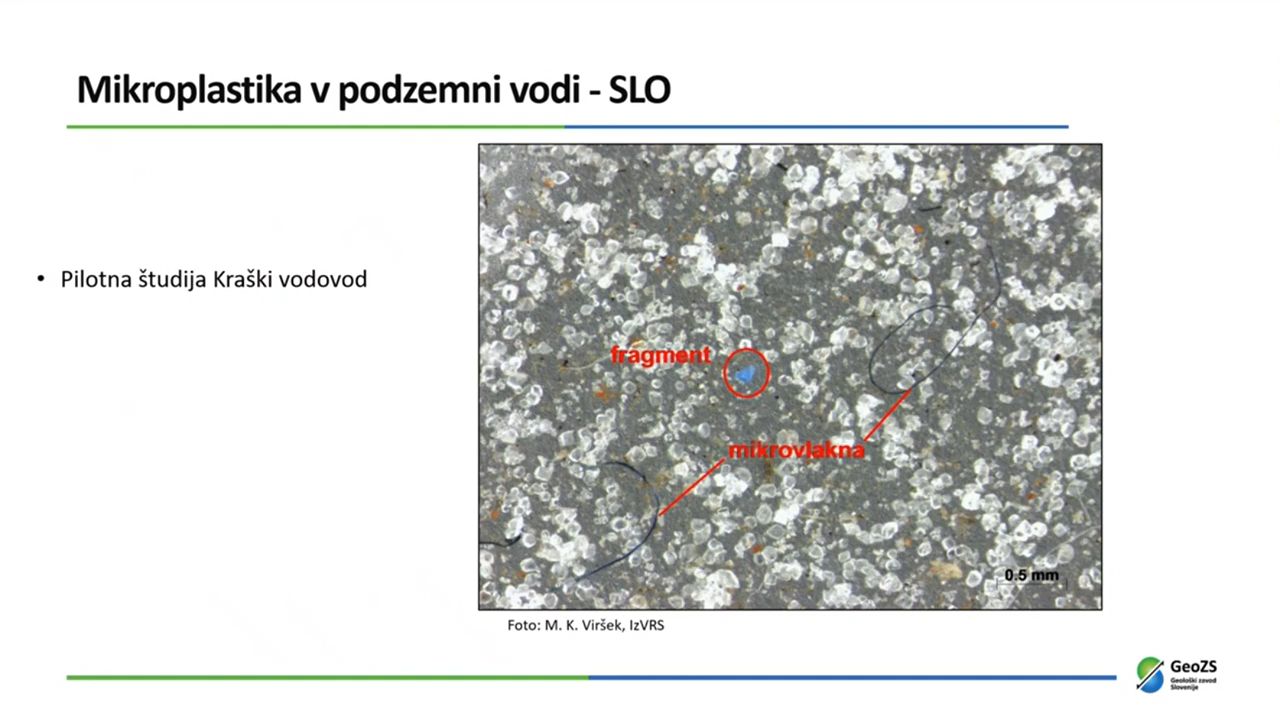 Mikroplastika v podzemni vodi - SLO
• Pilotna študija Kraški vodovod
fragment
mikrovlakna
0.5 mm
Foto: M. K. Viršek, IzVRS
GeoZS
Geološki zavod
Slovenije